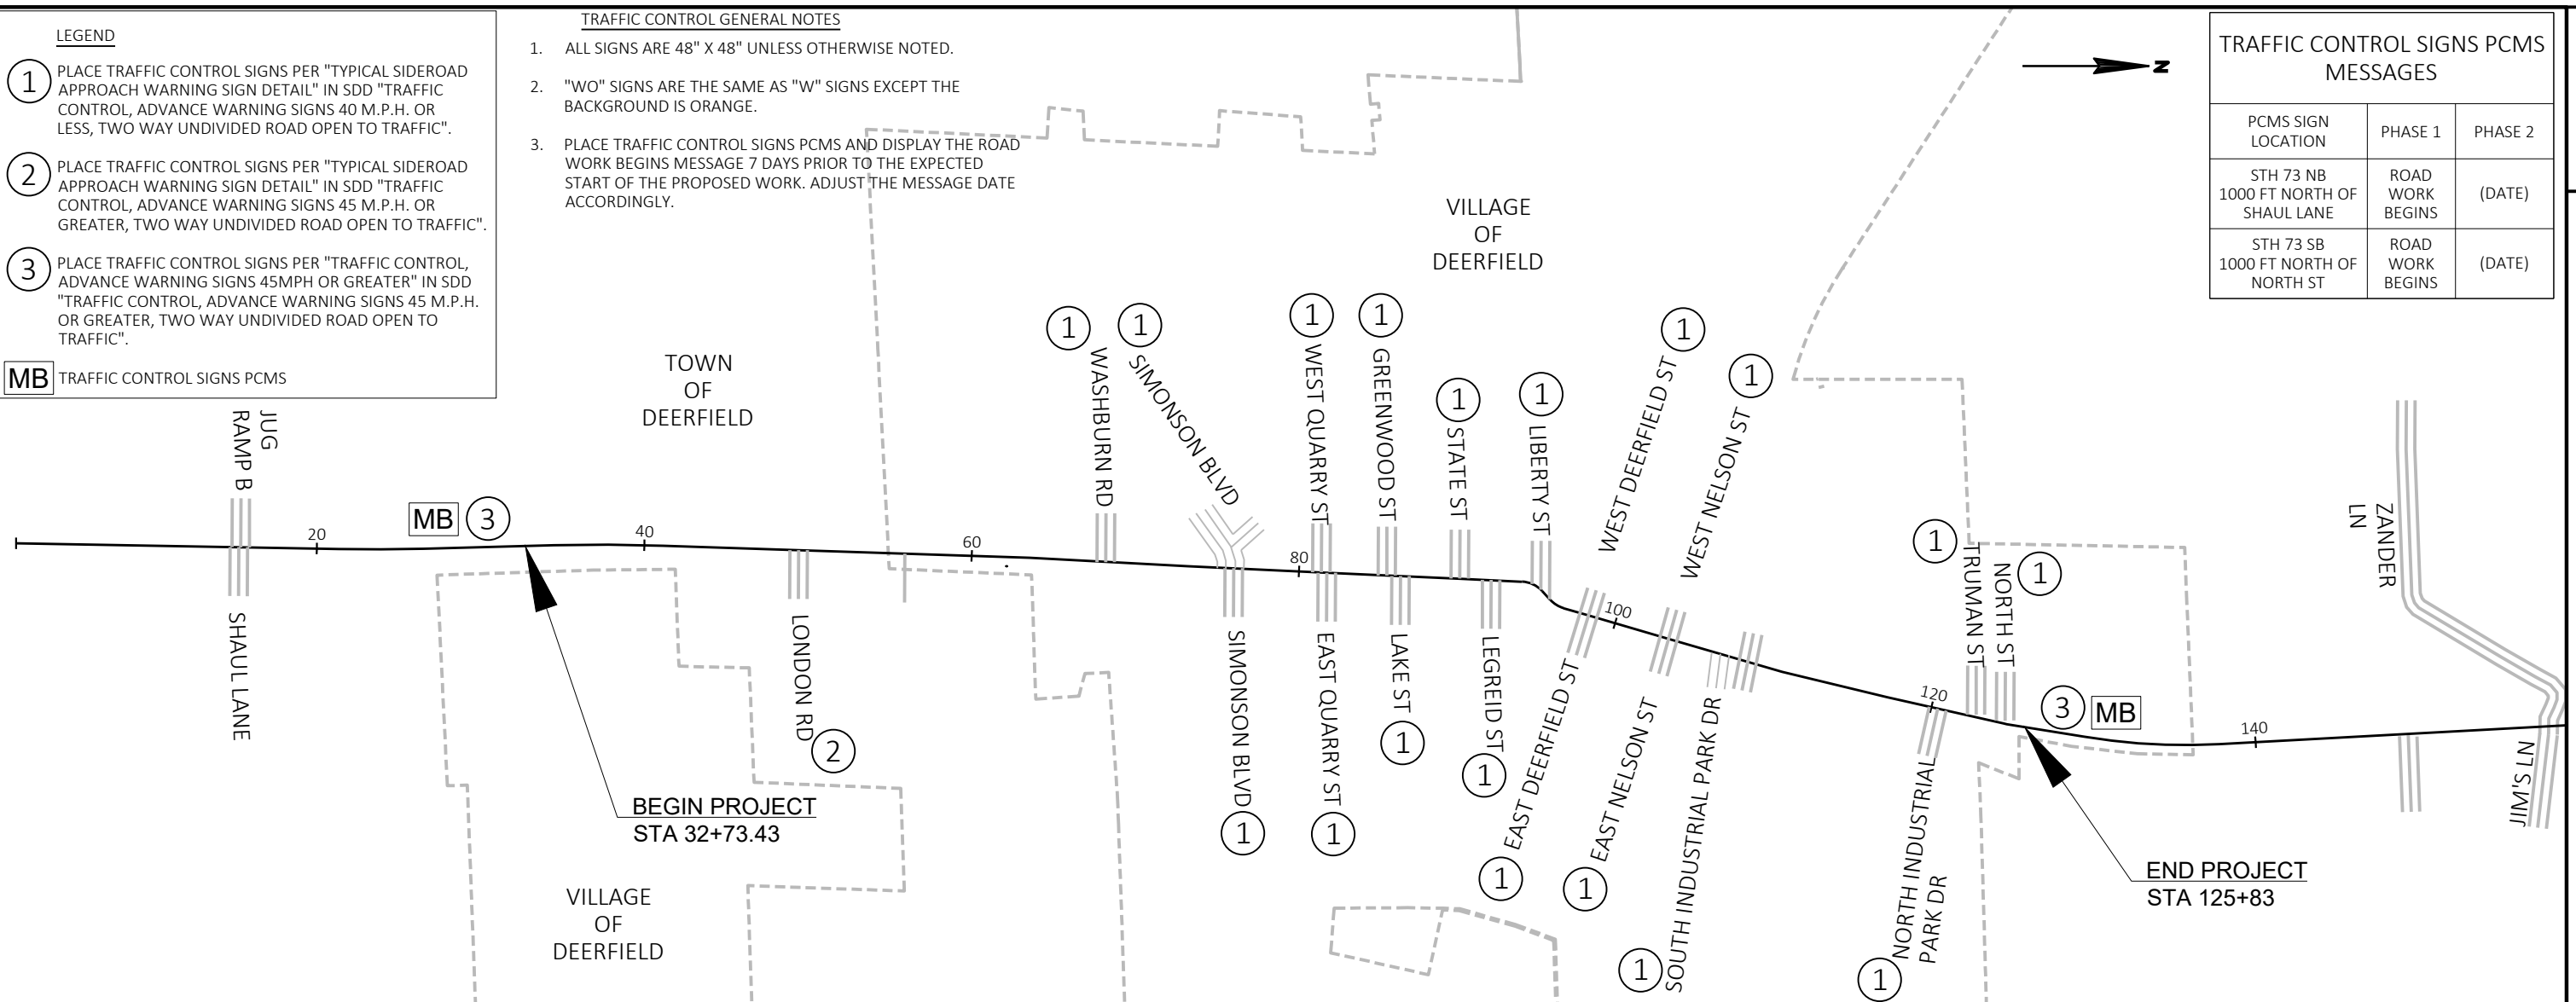 LEGEND
1
PLACE TRAFFIC CONTROL SIGNS PER "TYPICAL SIDEROAD
APPROACH WARNING SIGN DETAIL" IN SDD "TRAFFIC
CONTROL, ADVANCE WARNING SIGNS 40 M.P.H. OR
LESS, TWO WAY UNDIVIDED ROAD OPEN TO TRAFFIC".
2
PLACE TRAFFIC CONTROL SIGNS PER "TYPICAL SIDEROAD
APPROACH WARNING SIGN DETAIL" IN SDD "TRAFFIC
CONTROL, ADVANCE WARNING SIGNS 45 M.P.H. OR
GREATER, TWO WAY UNDIVIDED ROAD OPEN TO TRAFFIC".
3
PLACE TRAFFIC CONTROL SIGNS PER "TRAFFIC CONTROL,
ADVANCE WARNING SIGNS 45MPH OR GREATER" IN SDD
"TRAFFIC CONTROL, ADVANCE WARNING SIGNS 45 M.P.H.
OR GREATER, TWO WAY UNDIVIDED ROAD OPEN TO
TRAFFIC".
MB TRAFFIC CONTROL SIGNS PCMS
TRAFFIC CONTROL GENERAL NOTES
1. ALL SIGNS ARE 48" X 48" UNLESS OTHERWISE NOTED.
2. "WO" SIGNS ARE THE SAME AS "W" SIGNS EXCEPT THE
BACKGROUND IS ORANGE.
3. PLACE TRAFFIC CONTROL SIGNS PCMS AND DISPLAY THE ROAD
WORK BEGINS MESSAGE 7 DAYS PRIOR TO THE EXPECTED
START OF THE PROPOSED WORK. ADJUST THE MESSAGE DATE
ACCORDINGLY.
N
TRAFFIC CONTROL SIGNS PCMS
MESSAGES
PCMS SIGN
LOCATION
PHASE 1
PHASE 2
STH 73 NB
1000 FT NORTH OF
SHAUL LANE
ROAD
WORK
BEGINS
(DATE)
STH 73 SB
1000 FT NORTH OF
NORTH ST
ROAD
WORK
BEGINS
(DATE)
VILLAGE
OF
DEERFIELD
TOWN
OF
DEERFIELD
JUG
RAMP B
SHAUL LANE
20
MB
3
40
LONDON RD
2
60
1
WASHBURN RD
1
SIMONSON BLVD
SIMONSON BLVD
1
80
1
WEST QUARRY ST
EAST QUARRY ST
1
1
GREENWOOD ST
LAKE ST
1
1
STATE ST
LEGREID ST
1
1
LIBERTY ST
1
WEST DEERFIELD ST
EAST DEERFIELD ST
1
100
1
WEST NELSON ST
EAST NELSON ST
1
SOUTH INDUSTRIAL PARK DR
1
120
NORTH INDUSTRIAL
PARK DR
1
1
TRUMAN ST
1
NORTH ST
3
MB
140
ZANDER
LN
JIM'S LN
BEGIN PROJECT
STA 32+73.43
VILLAGE
OF
DEERFIELD
END PROJECT
STA 125+83